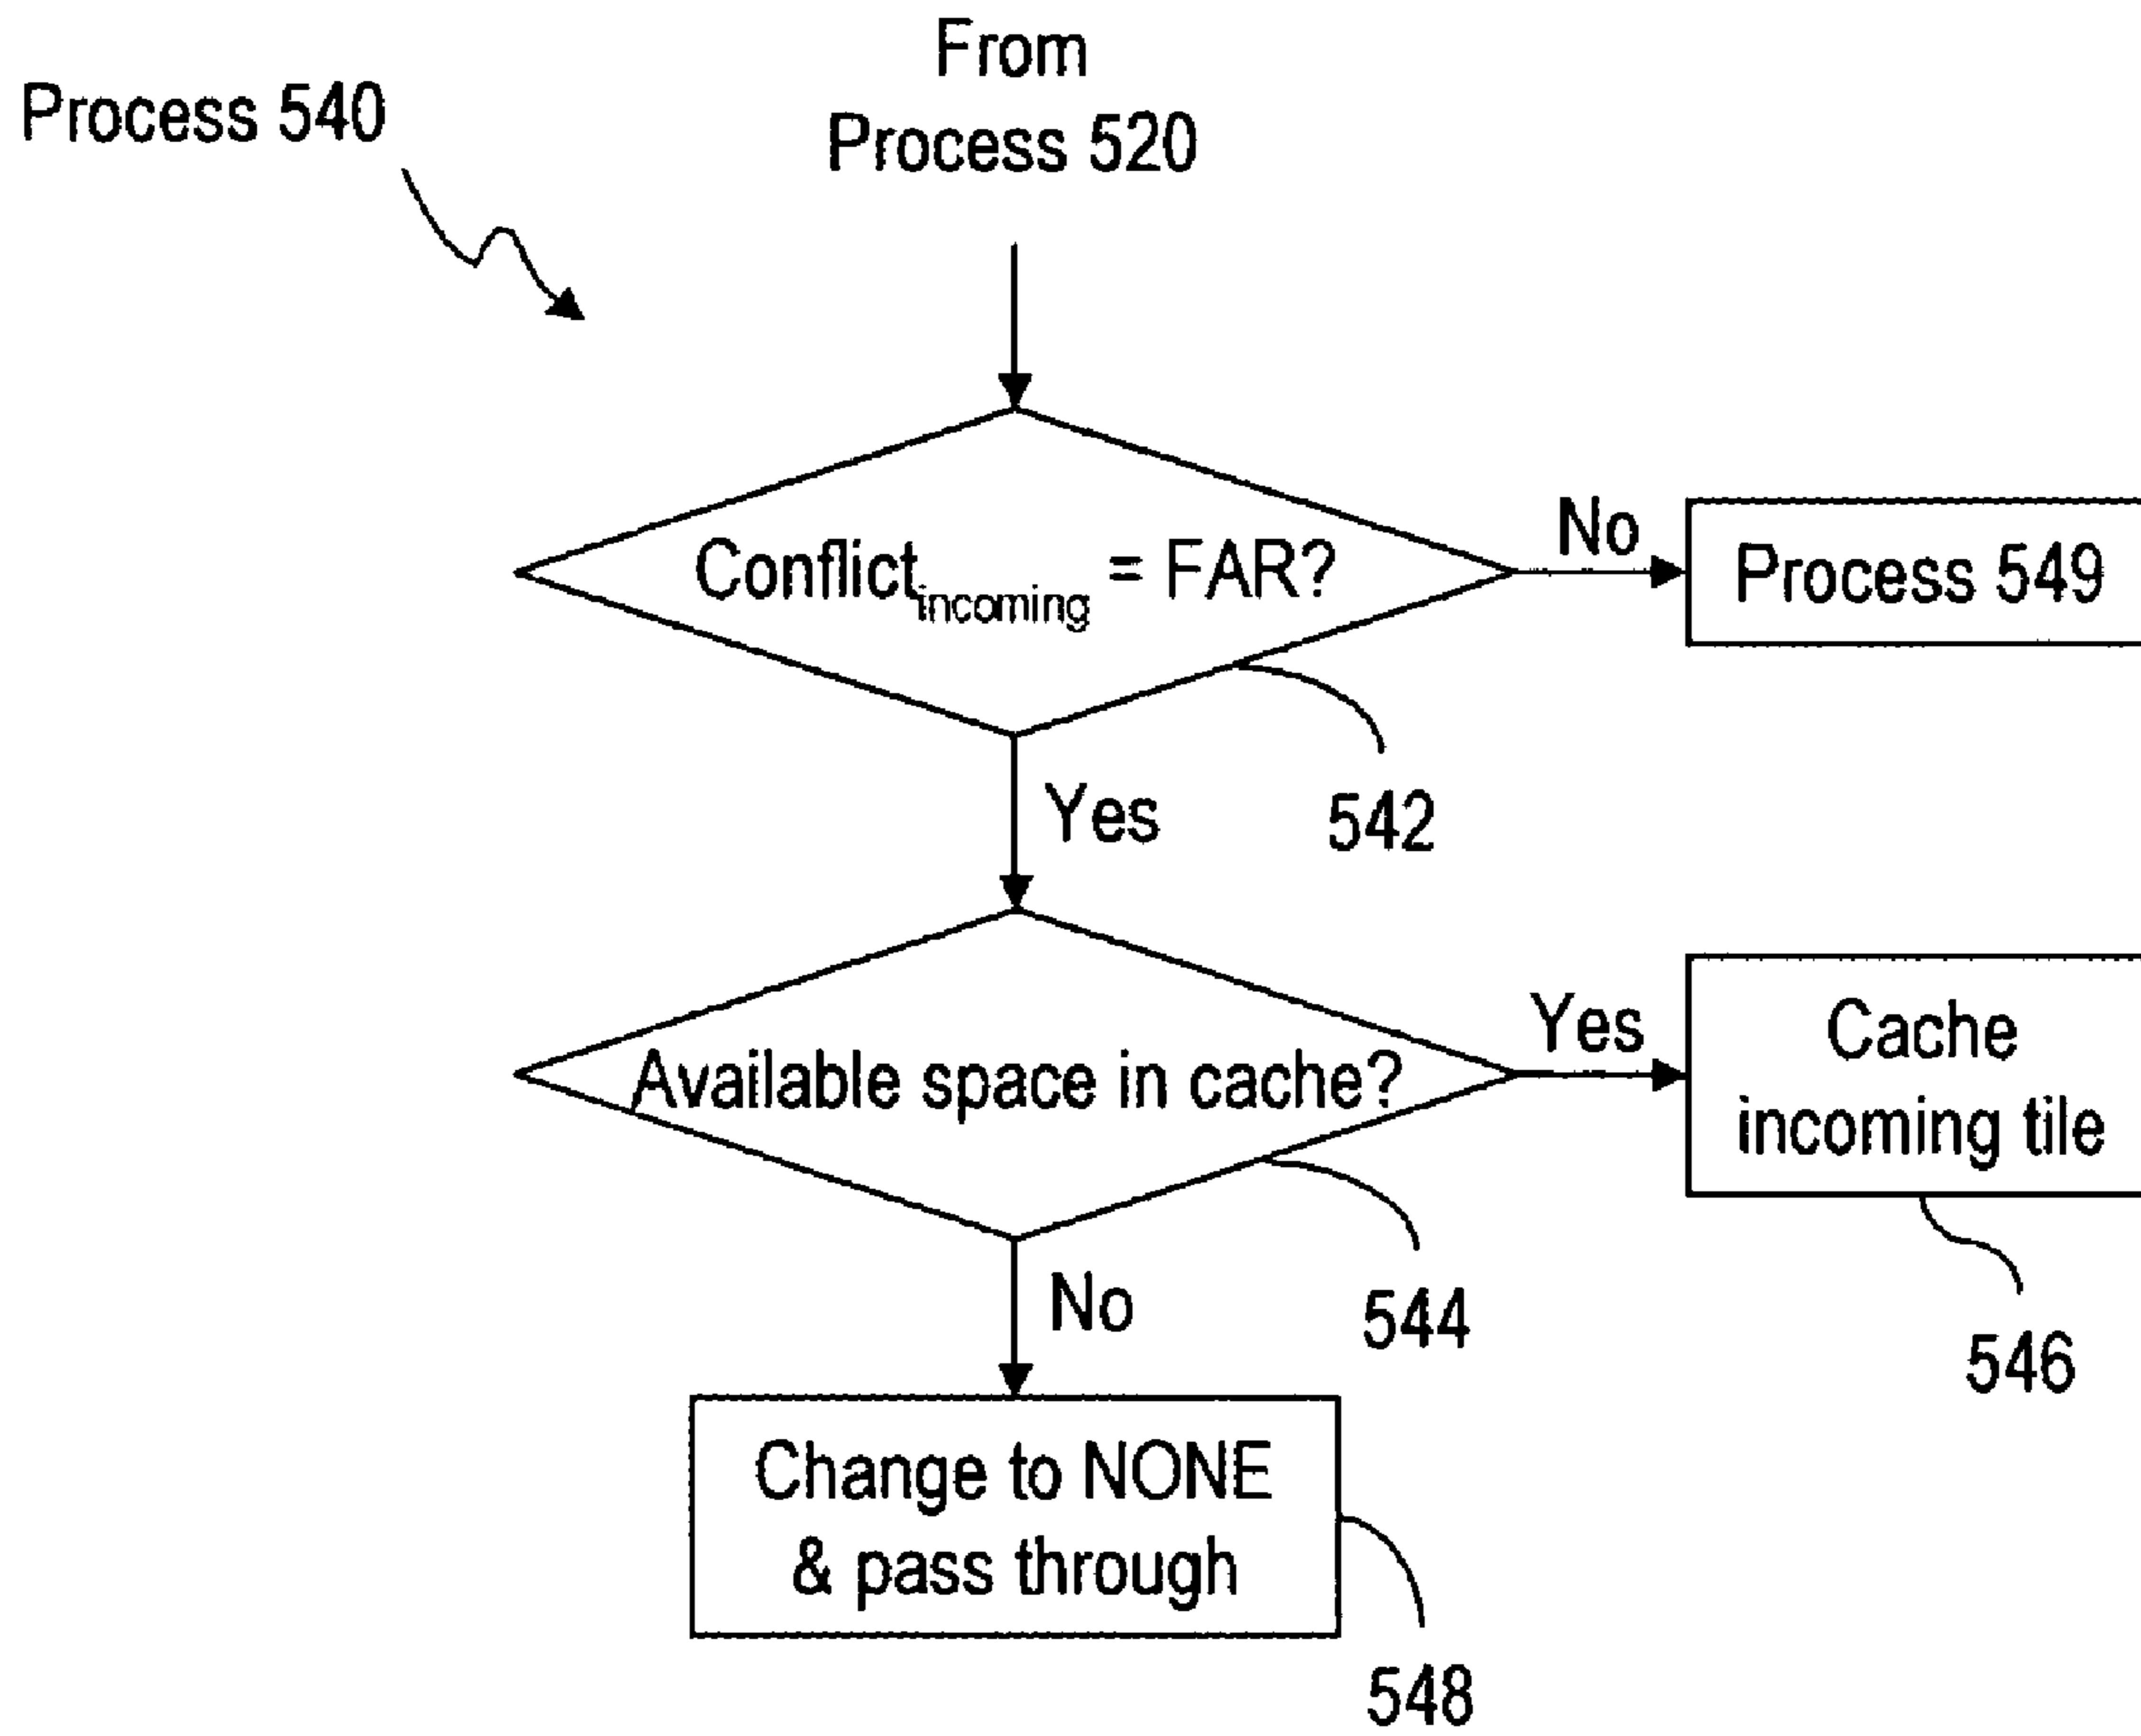 From
Process 520
Process 540
Conflictincoming = FAR?
No
Process 549
Yes
542
Available space in cache?
Yes
Cache
incoming tile
No
544
546
Change to NONE
& pass through
548